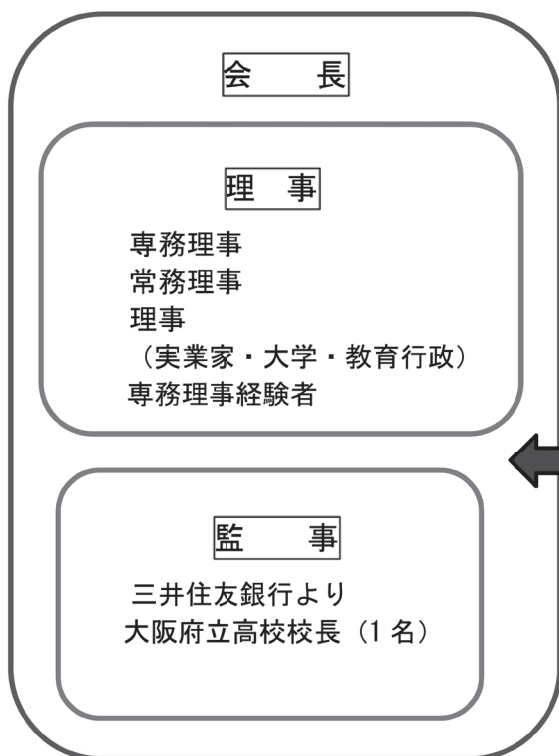 会　長
理　事
専務理事
常務理事
理事
（実業家・大学・教育行政）
専務理事経験者
監　事
三井住友銀行より
大阪府立高校校長（1 名）